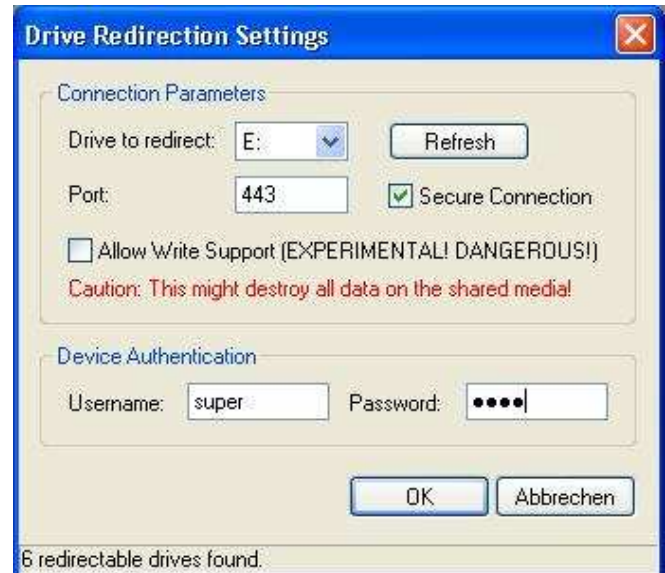 Drive Redirection Settings
Connection Parameters
Drive to redirect: E: Refresh
Port: 443 Secure Connection
Allow Write Support (EXPERIMENTAL! DANGEROUS!)
Caution: This might destroy all data on the shared media!
Device Authentication
Username: super Password: ••••
OK Abbrechen
6 redirectable drives found.